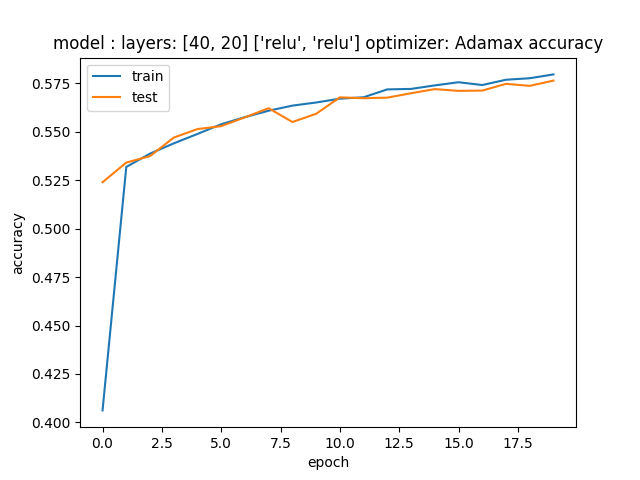 model : layers: [40, 20] ['relu', 'relu'] optimizer: Adamax accuracy
train
test
0.575
0.550
0.525
0.500
0.475
0.450
0.425
0.400
accuracy
0.0 2.5 5.0 7.5 10.0 12.5 15.0 17.5
epoch